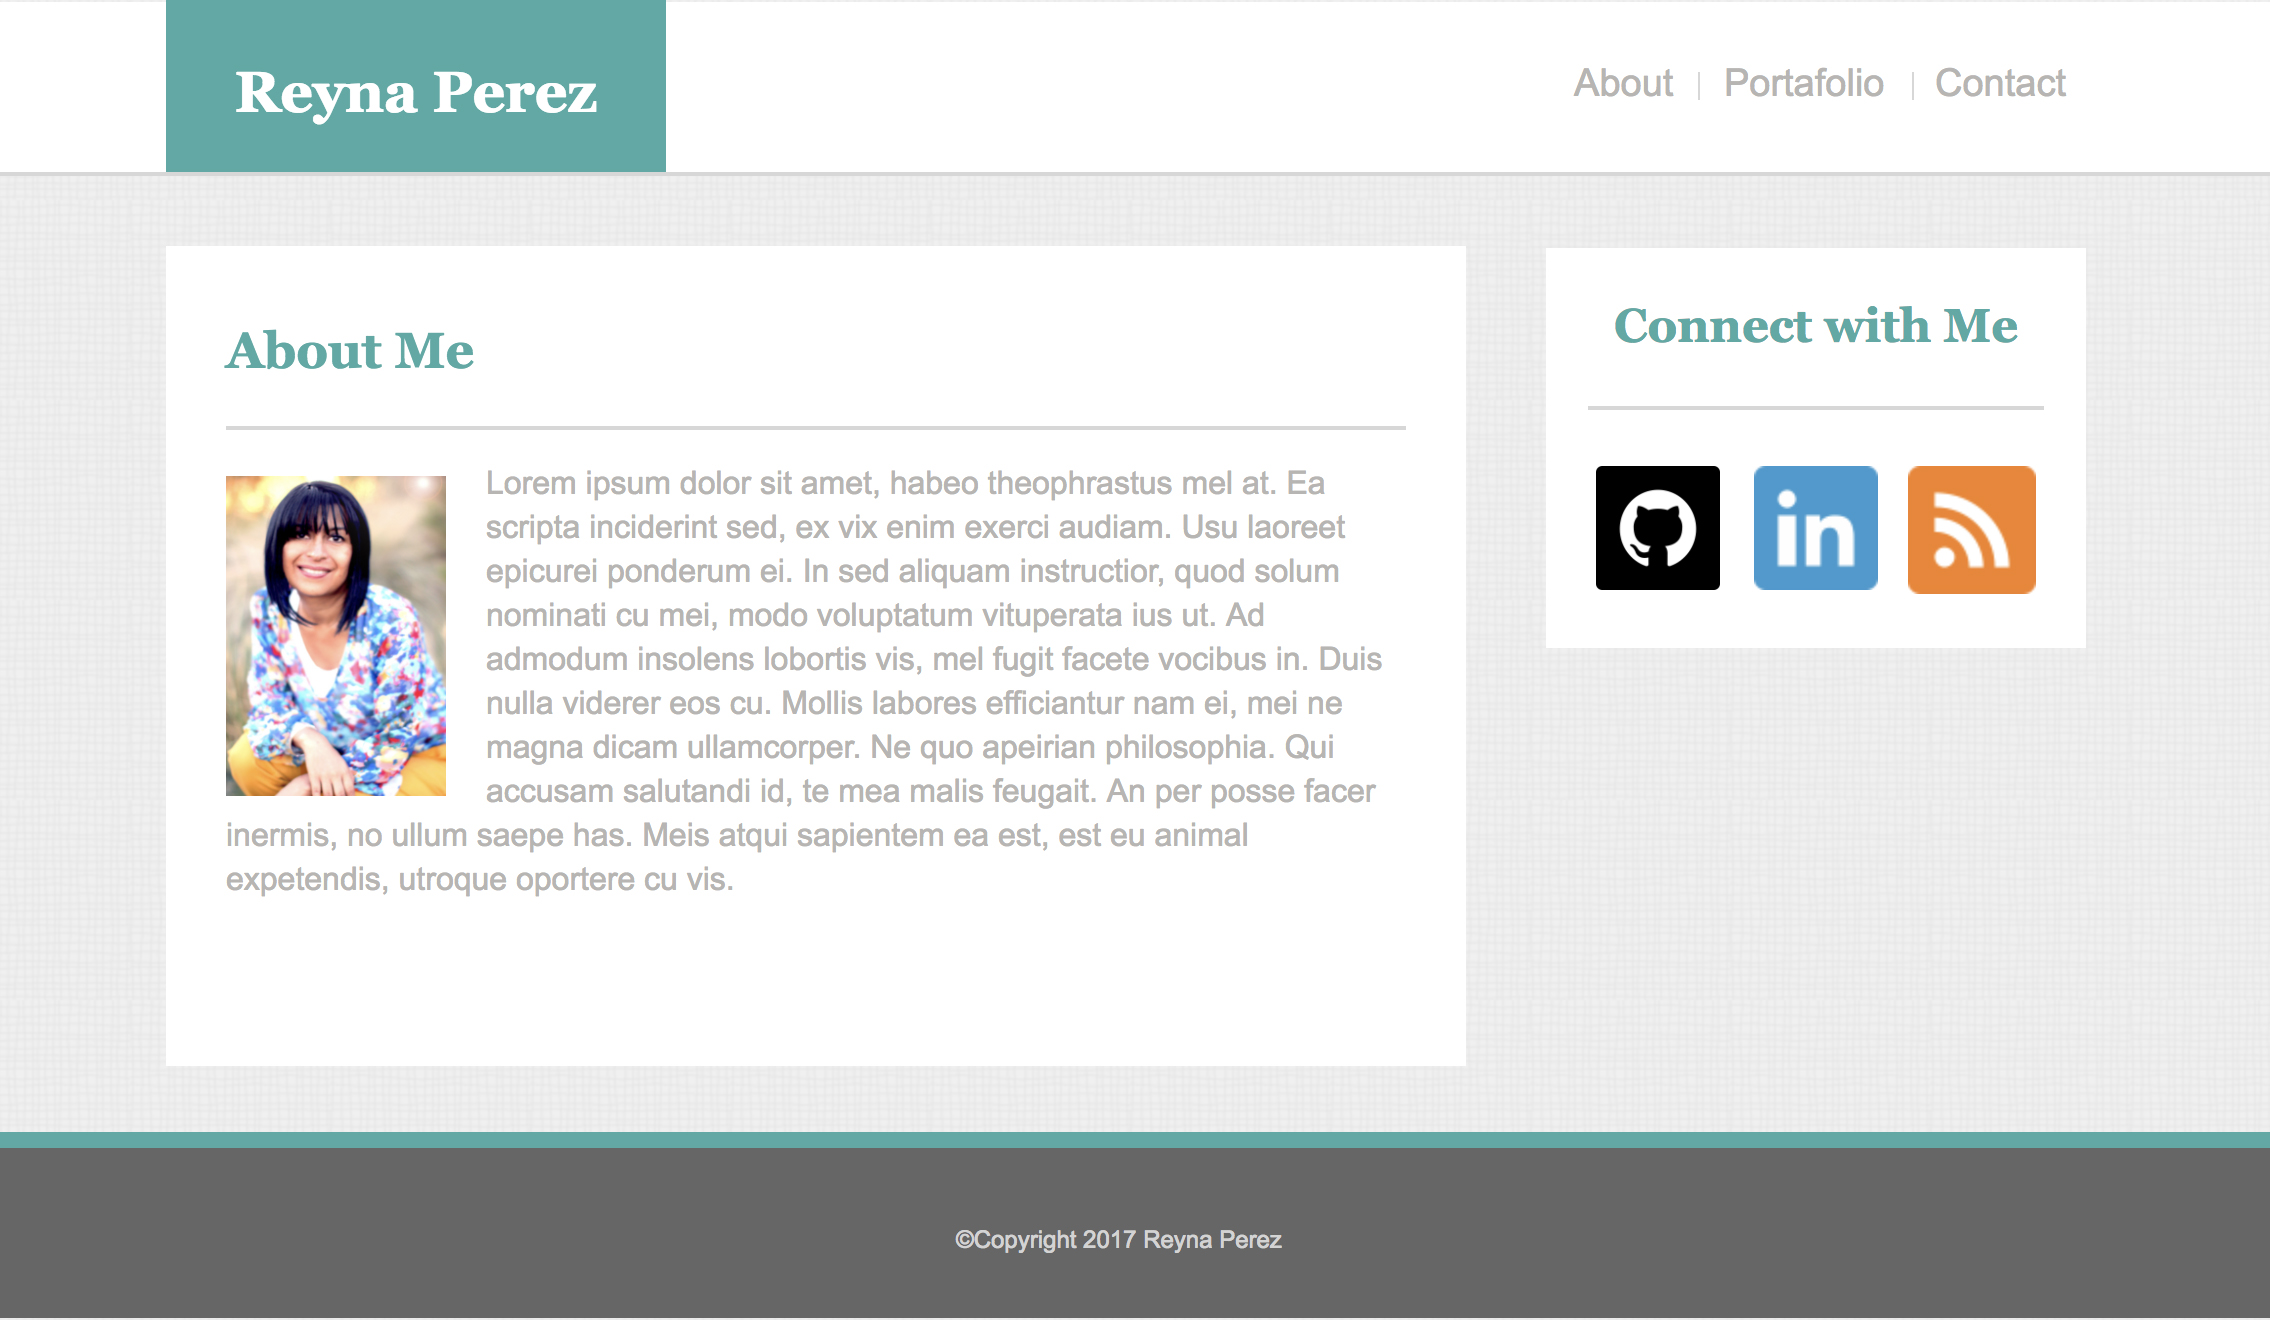 Reyna Perez
About | Portafolio | Contact
About Me
Lorem ipsum dolor sit amet, habeo theophrastus mel at. Ea
scripta inciderint sed, ex vix enim exerci audiam. Usu laoreet
epicurei ponderum ei. In sed aliquam instructior, quod solum
nominati cu mei, modo voluptatum vituperata ius ut. Ad
admodum insolens lobortis vis, mel fugit facete vocibus in. Duis
nulla viderer eos cu. Mollis labores efficiantur nam ei, mei ne
magna dicam ullamcorper. Ne quo apeirian philosophia. Qui
accusam salutandi id, te mea malis feugait. An per posse facer
inermis, no ullum saepe has. Meis atqui sapientem ea est, est eu animal
expetendis, utroque oportere cu vis.
Connect with Me
in
©Copyright 2017 Reyna Perez